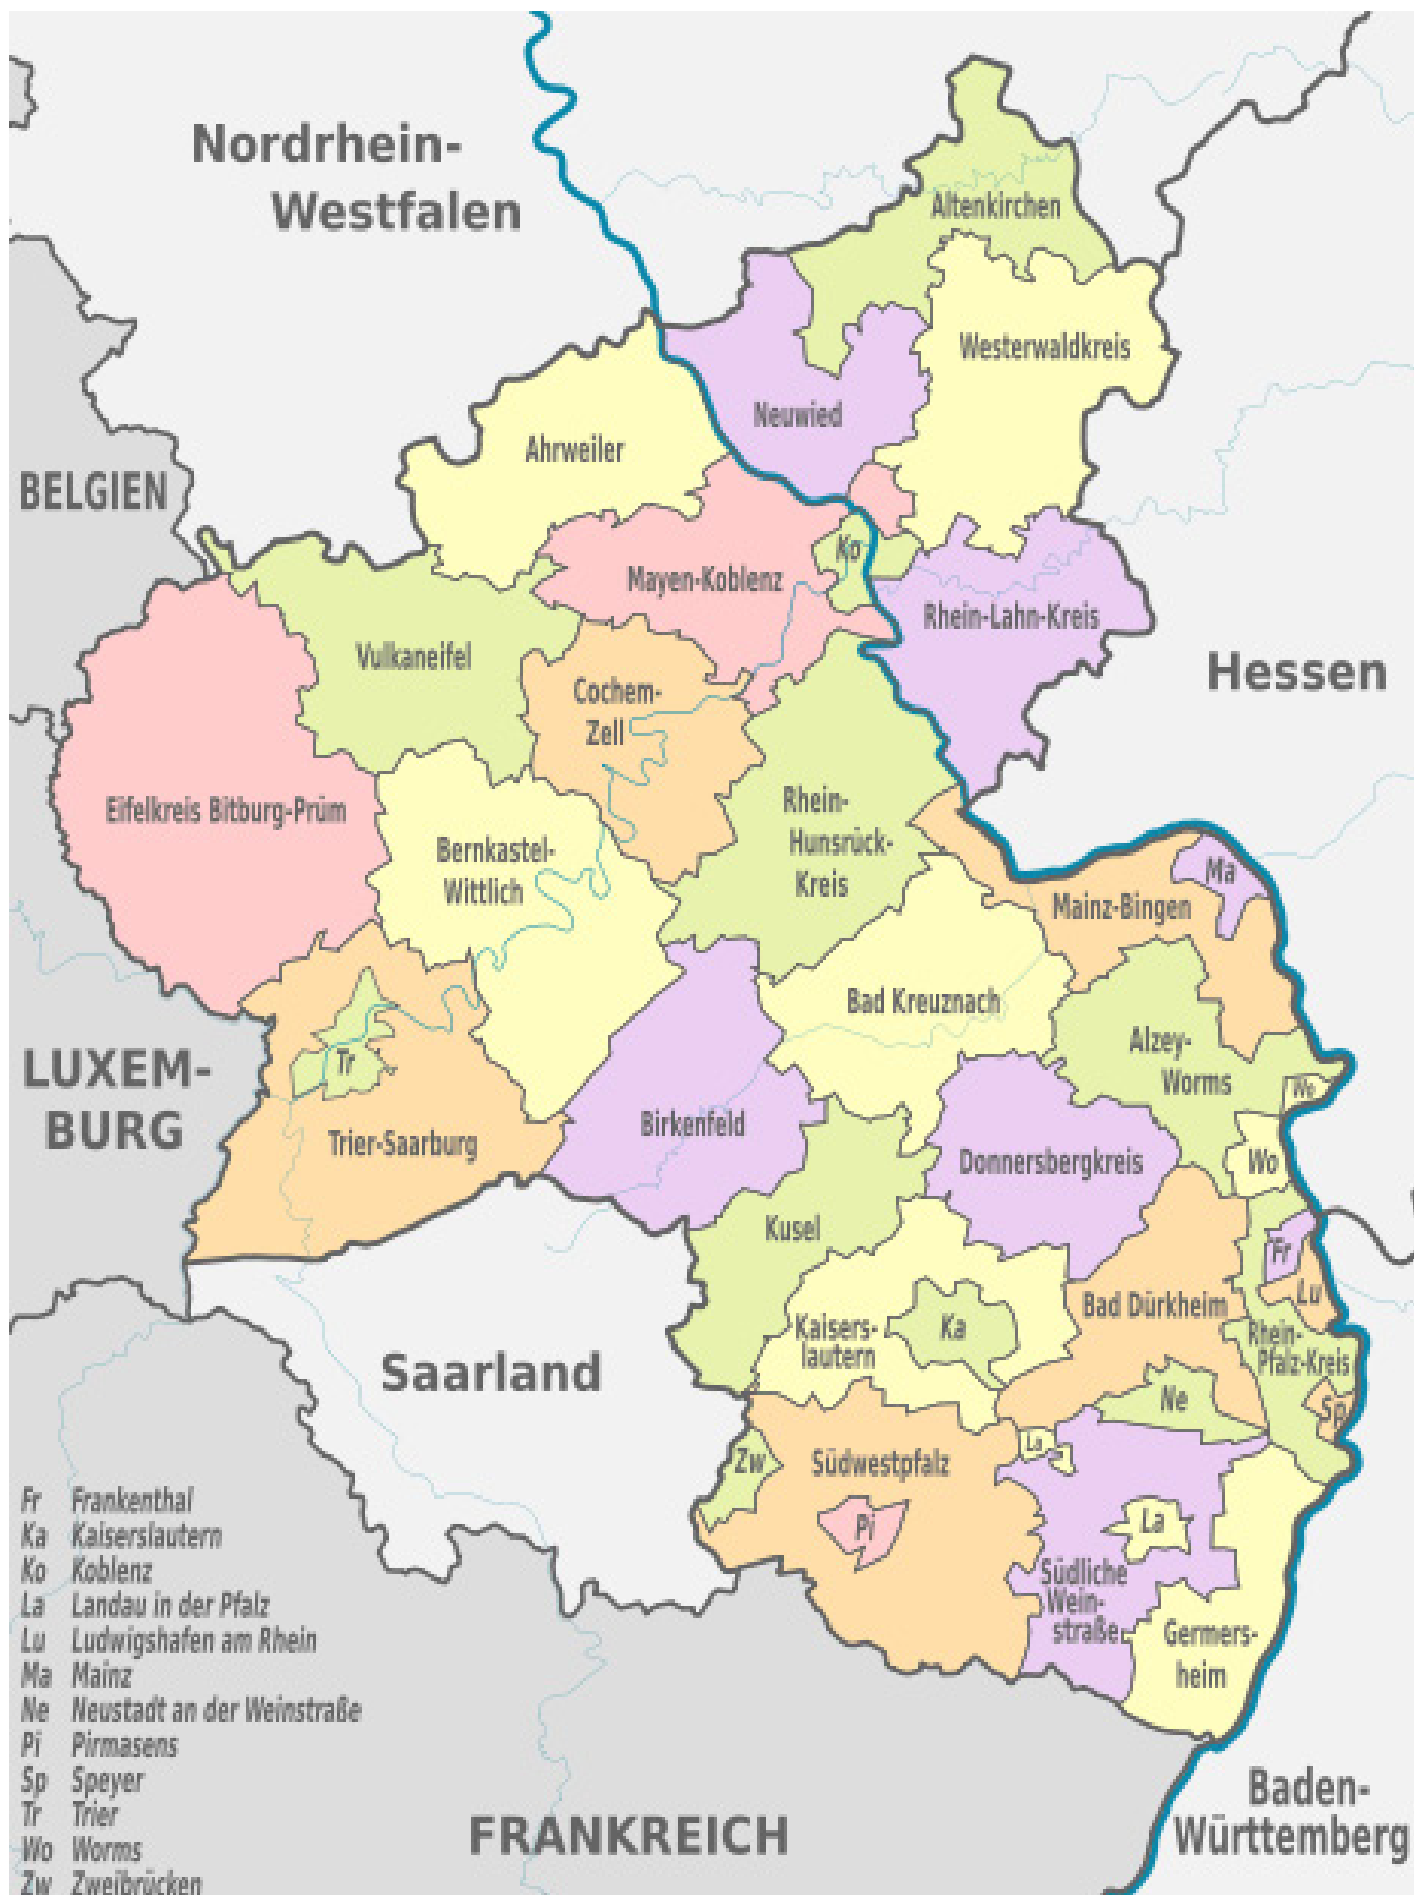 Nordrhein-
Westfalen
Altenkirchen
Westerwaldkreis
Neuwied
Ahrweiler
BELGIEN
Ko
Mayen-Koblenz
Rhein-Lahn-Kreis
Vulkaneifel
Hessen
Cochem-
Zell
Eifelkreis Bitburg-Prüm
Rhein-
Hunsrück-
Kreis
Bernkastel-
Wittlich
Ma
Mainz-Bingen
Bad Kreuznach
Alzey-
Worms
LUXEM-
BURG
Tr
Wo
Birkenfeld
Trier-Saarburg
Donnersbergkreis
Wo
Kusel
Fr
Lu
Bad Dürkheim
Kaisers-
lautern
Ka
Rhein-
Pfalz-Kreis
Saarland
Ne
Sp
La
Zw
Südwestpfalz
Pi
La
Südliche
Wein-
straße
Germers-
heim
Fr Frankenthal
Ka Kaiserslautern
Ko Koblenz
La Landau in der Pfalz
Lu Ludwigshafen am Rhein
Ma Mainz
Ne Neustadt an der Weinstraße
Pi Pirmasens
Sp Speyer
Tr Trier
Wo Worms
Zw Zweibrücken
FRANKREICH
Baden-
Württemberg